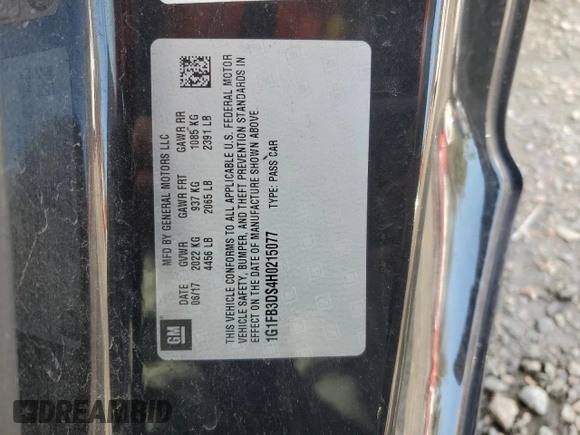 MFD BY GENERAL MOTORS LLC
DATE GVWR GAWR FRT GAWR RR
06/17 2022 KG 937 KG 1085 KG
4456 LB 2065 LB 2391 LB
THIS VEHICLE CONFORMS TO ALL APPLICABLE U.S. FEDERAL MOTOR
VEHICLE SAFETY, BUMPER, AND THEFT PREVENTION STANDARDS IN
EFFECT ON THE DATE OF MANUFACTURE SHOWN ABOVE.
1G1FB3DS4H0215077 TYPE: PASS CAR
GM
DREAMBID